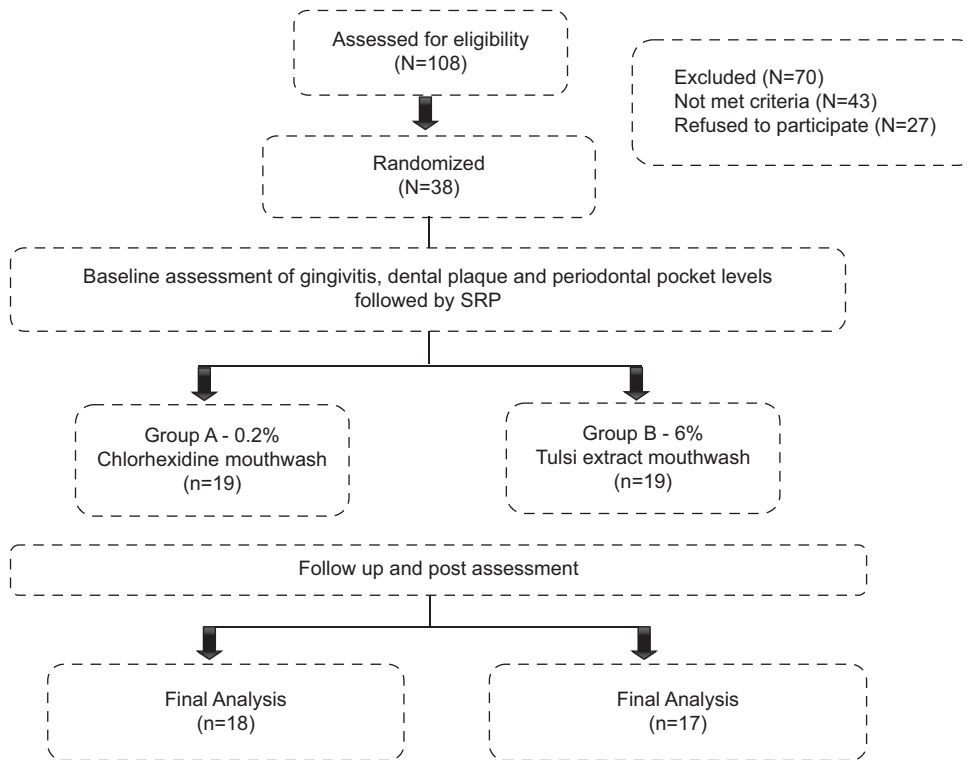 Assessed for eligibility
(N=108)
Excluded (N=70)
Not met criteria (N=43)
Refused to participate (N=27)
Randomized
(N=38)
Baseline assessment of gingivitis, dental plaque and periodontal pocket levels
followed by SRP
Group A - 0.2%
Chlorhexidine mouthwash
(n=19)
Group B - 6%
Tulsi extract mouthwash
(n=19)
Follow up and post assessment
Final Analysis
(n=18)
Final Analysis
(n=17)